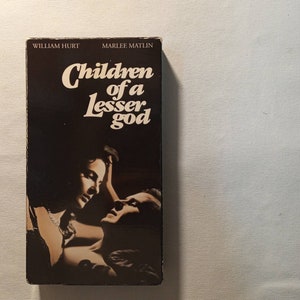 WILLIAM HURT MARLEE MATLIN
Children
of a
Lesser
god